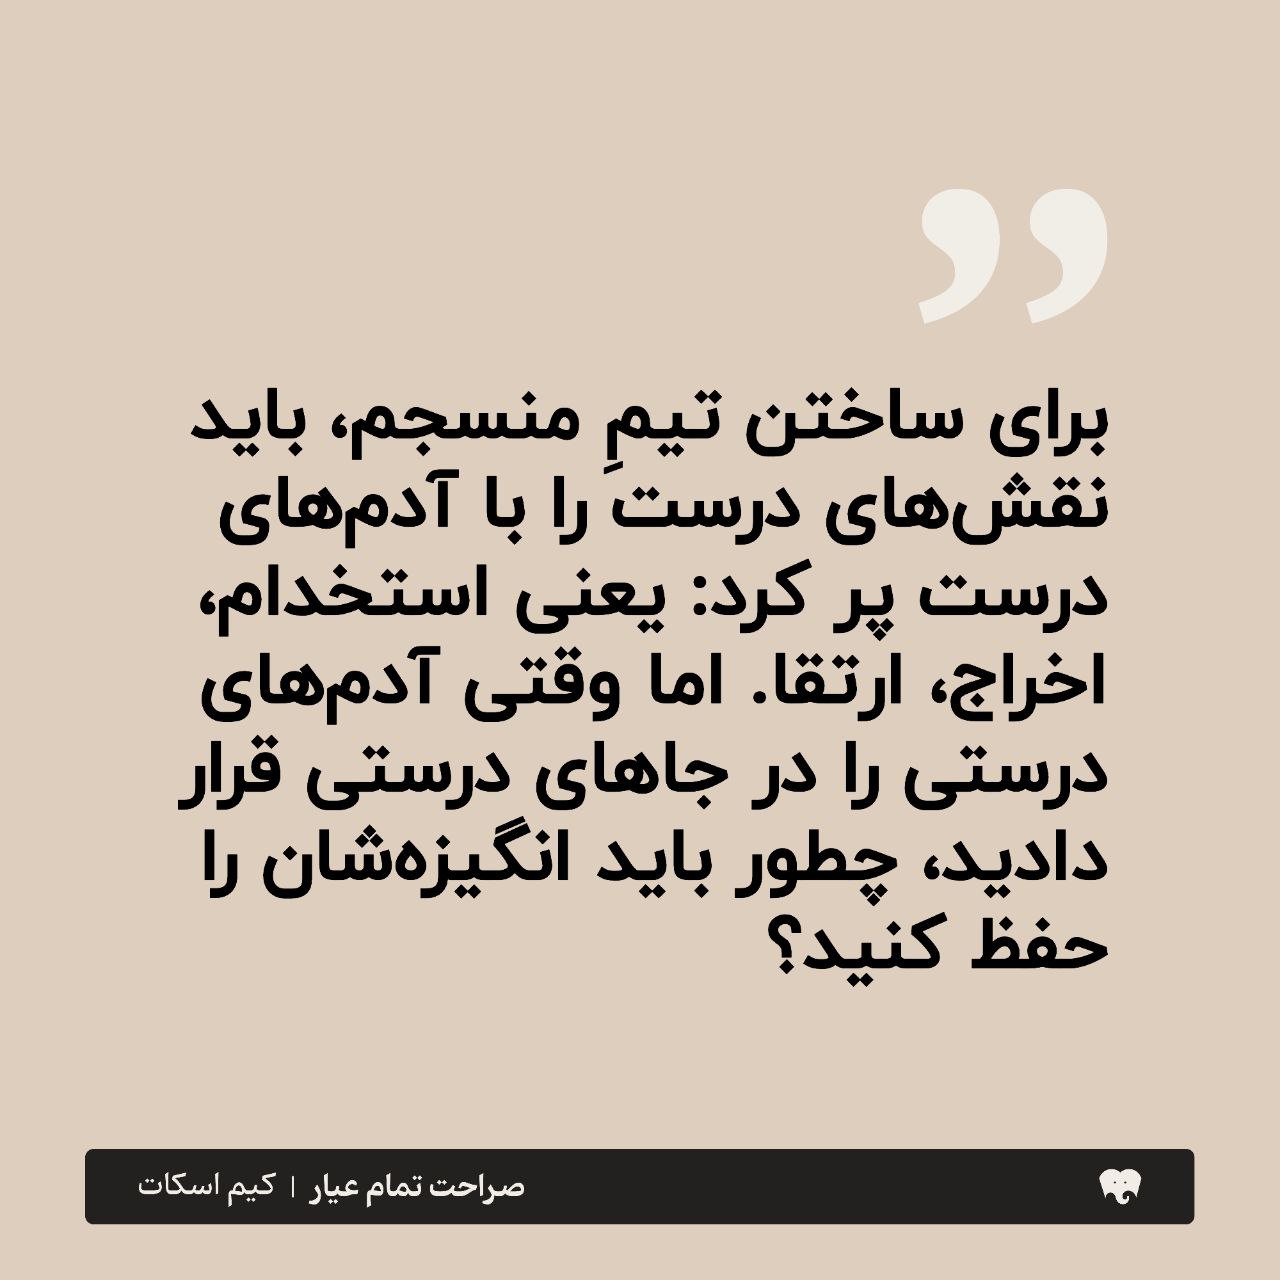 برای ساختن تیمِ منسجم، باید
نقش‌های درست را با آدم‌های
درست پر کرد: یعنی استخدام،
اخراج، ارتقا. اما وقتی آدم‌های
درستی را در جاهای درستی قرار
دادید، چطور باید انگیزه‌شان را
حفظ کنید؟
صراحت تمام عیار | کیم اسکات